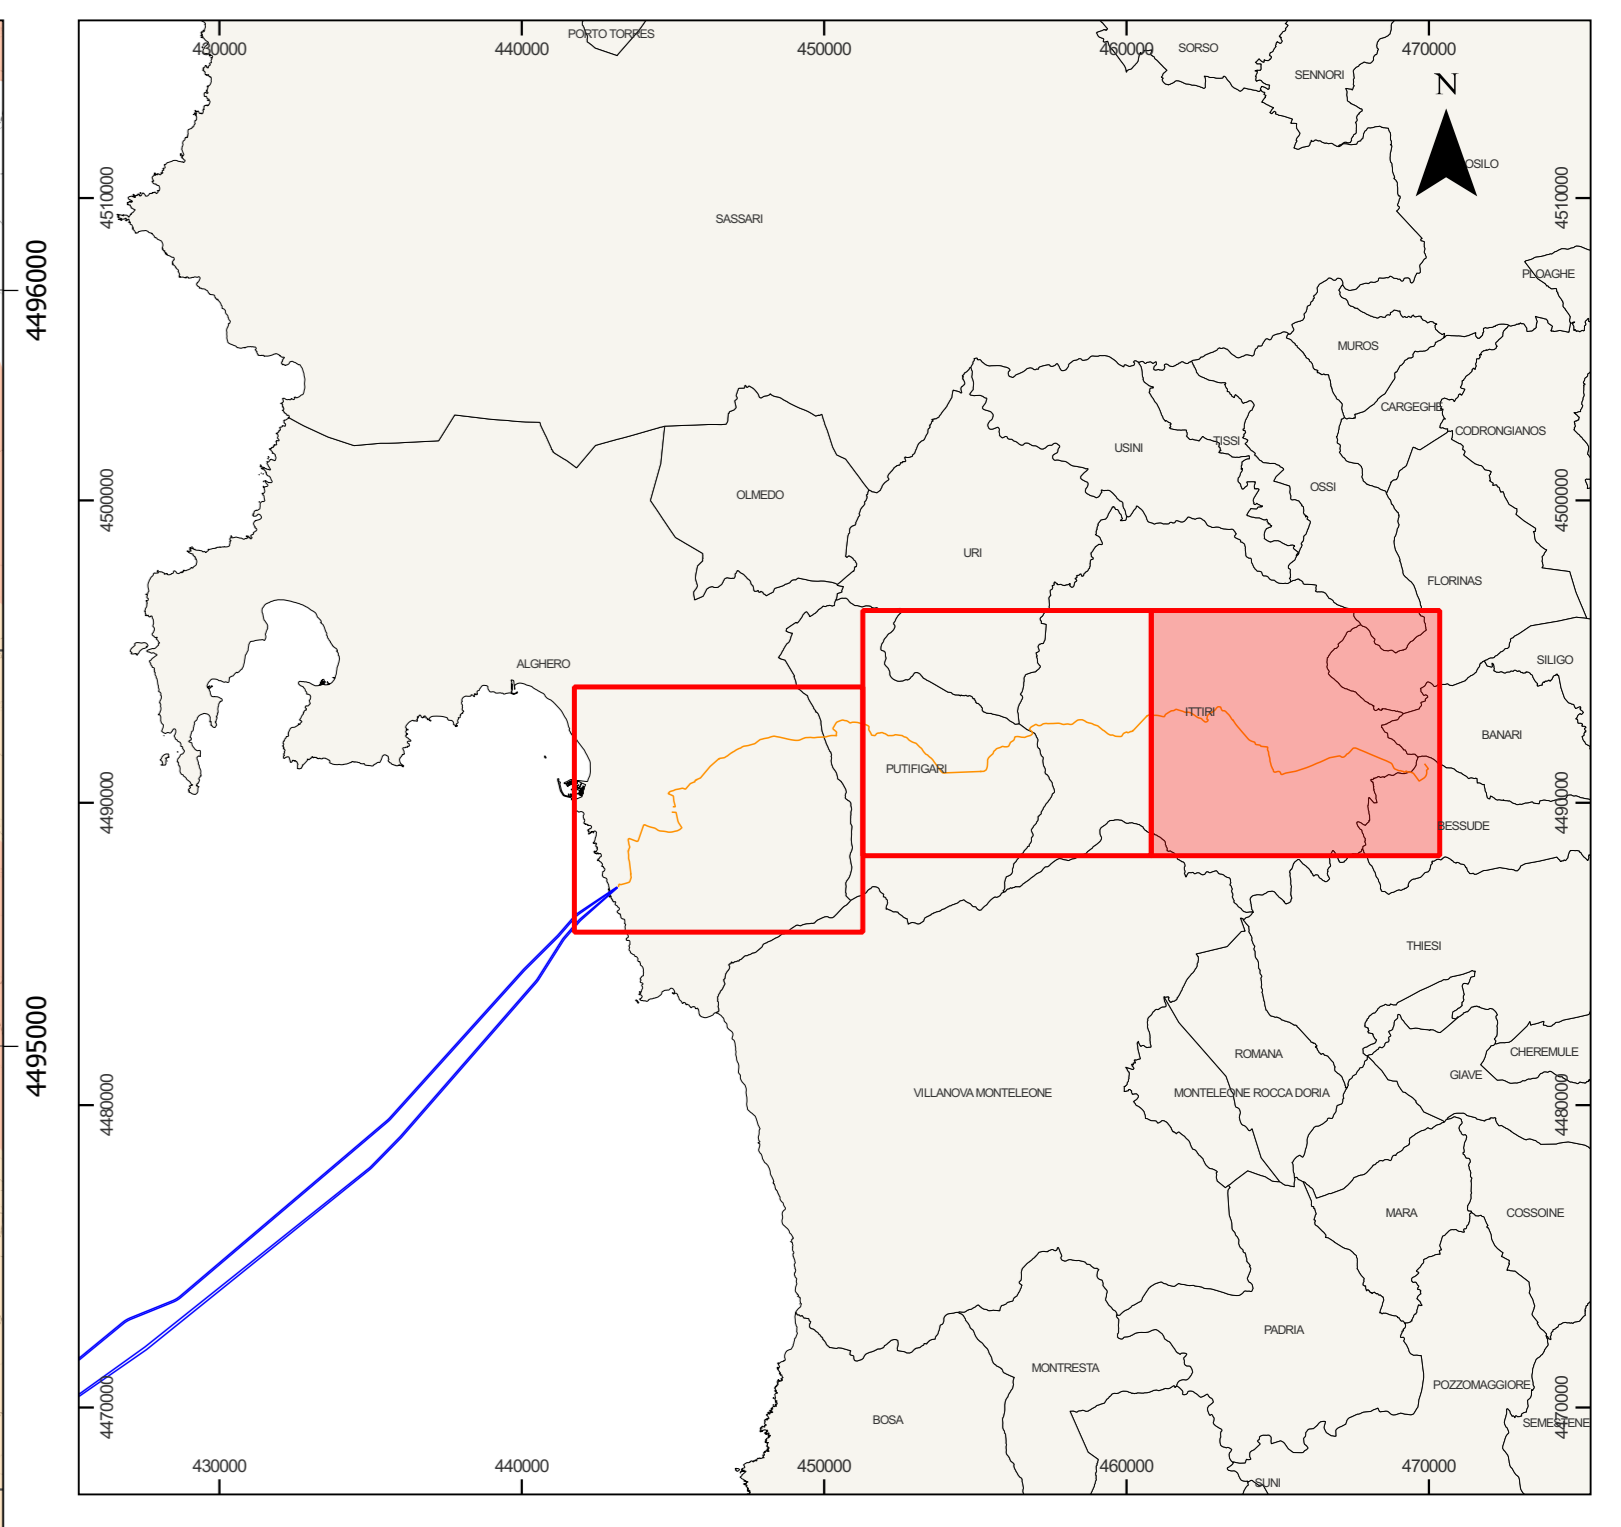 430000 440000 450000 460000 470000
PORTO TORRES
SORSO
SENNORI
N
OSILO
4510000 4510000
SASSARI
4496000
PLOAGHE
MUROS
CARGEGHE
CODRONGIANOS
USINI
TISSI
OSSI
OLMEDO
4500000 4500000
URI
FLORINAS
ALGHERO
SILIGO
ITTIRI
BANARI
PUTIFIGARI
4490000 4490000
BESSUDE
THIESI
4495000
ROMANA
CHEREMULE
GIAVE
VILLANOVA MONTELEONE
MONTELEONE ROCCA DORIA
4480000 4480000
MARA
COSSOINE
PADRIA
MONTRESTA
POZZOMAGGIORE
4470000 4470000
BOSA
SEMESTENE
430000 440000 450000 460000 470000
SUNI